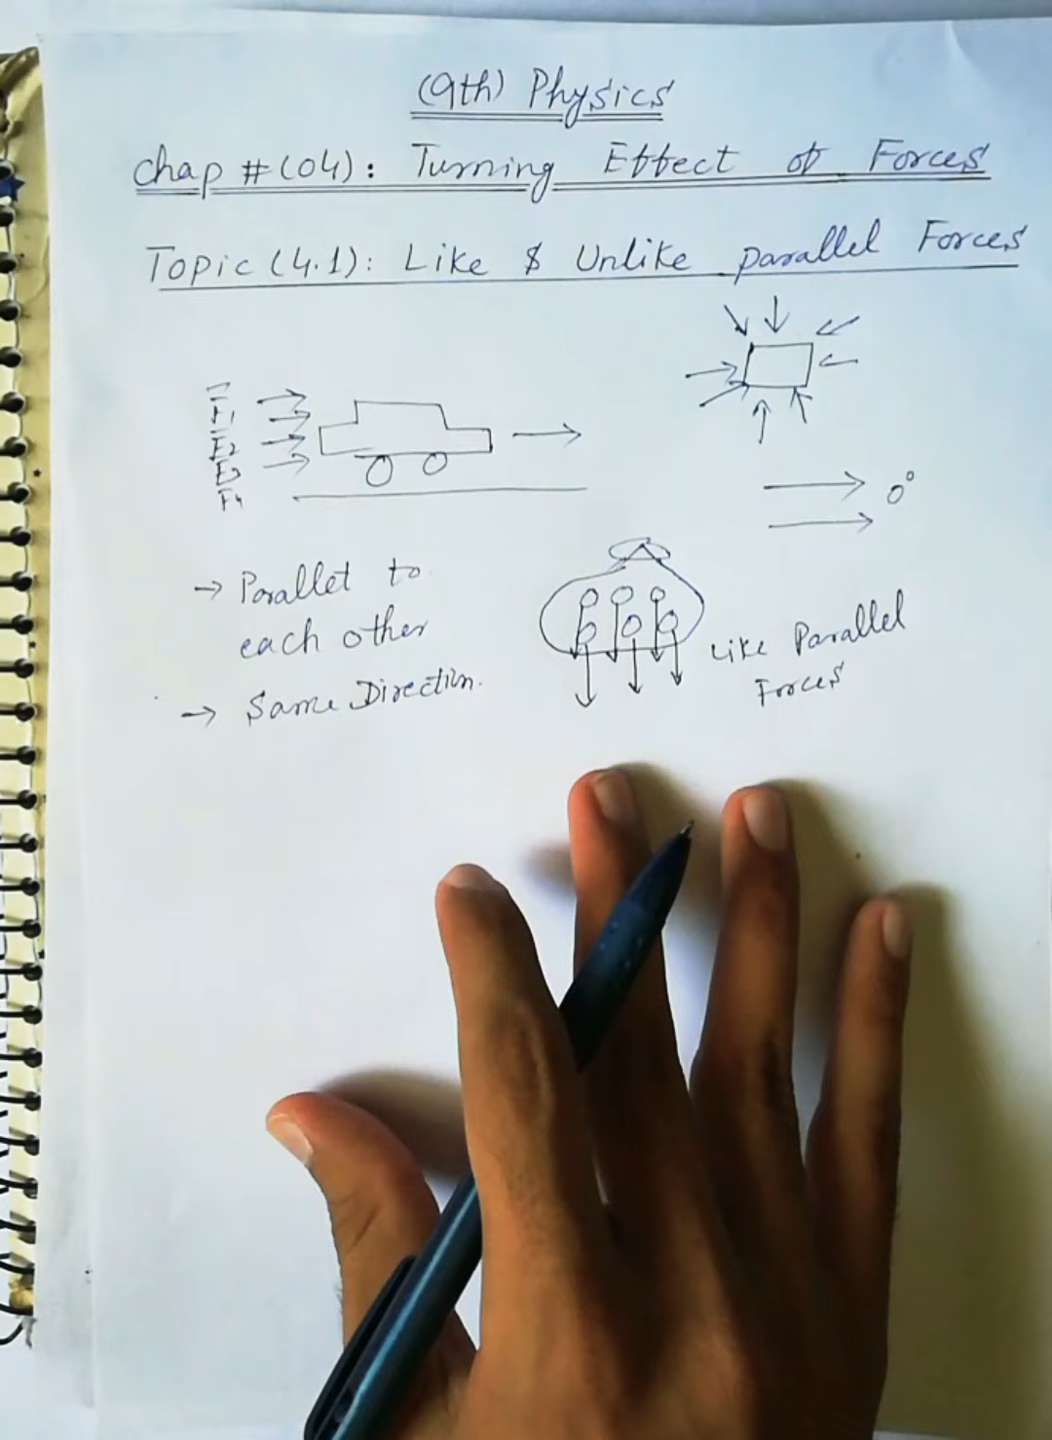 (9th) Physics
Chap # (04): Turning Effect of Forces
Topic (4.1): Like & Unlike parallel Forces
F1
F2
F3
F4
0°
→ Parallel to
each other
→ Same Direction.
Like Parallel
Forces